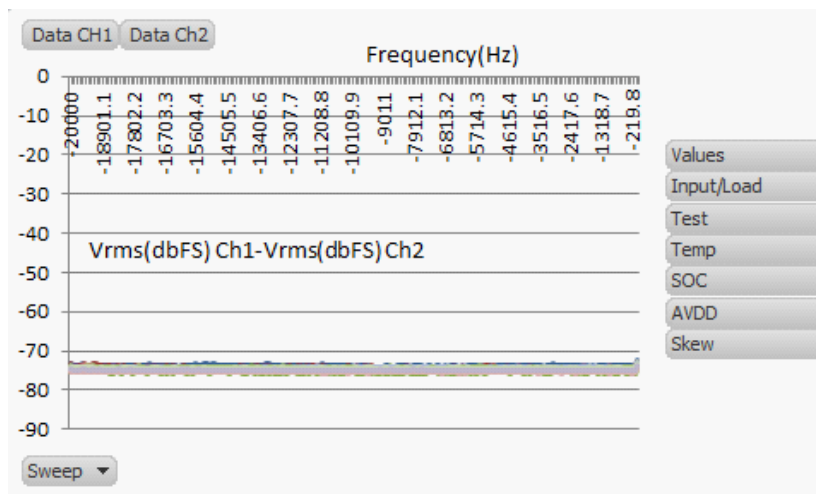 Data CH1 Data Ch2
Frequency(Hz)
0
-10
-20
-30
-40
-50
-60
-70
-80
-90
-20000
-18901.1
-17802.2
-16703.3
-15604.4
-14505.5
-13406.6
-12307.7
-11208.8
-10109.9
-9011
-7912.1
-6813.2
-5714.3
-4615.4
-3516.5
-2417.6
-1318.7
-219.8
Vrms(dbFS) Ch1-Vrms(dbFS) Ch2
Values
Input/Load
Test
Temp
SOC
AVDD
Skew
Sweep